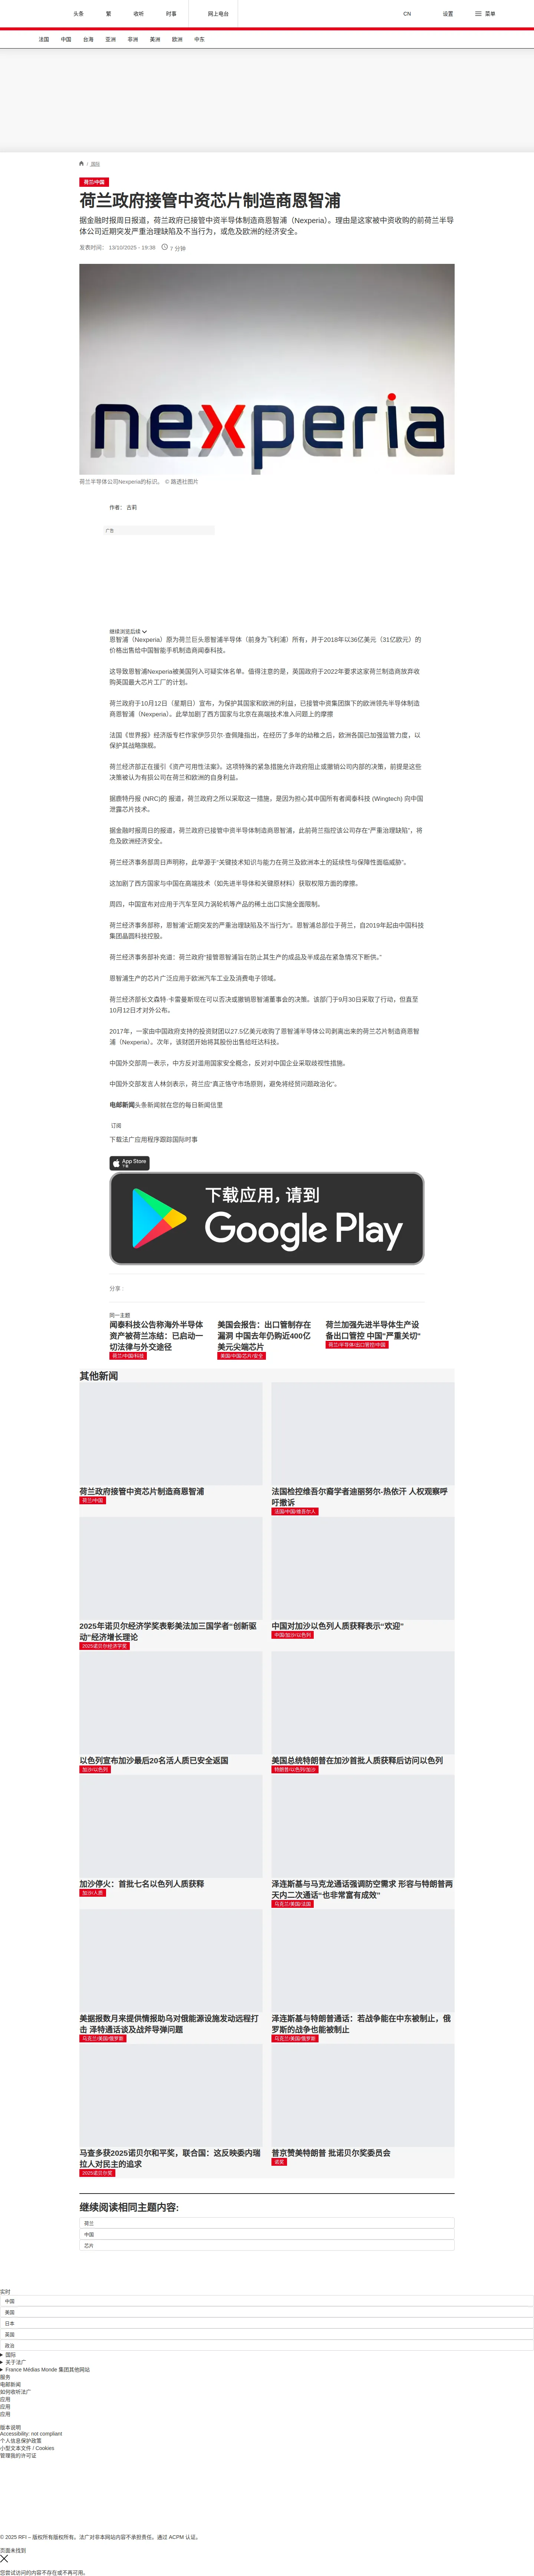 头条
繁
收听
时事
网上电台
CN
设置
菜单
法国
中国
台海
亚洲
非洲
美洲
欧洲
中东
/ 国际
荷兰/中国
荷兰政府接管中资芯片制造商恩智浦
据金融时报周日报道，荷兰政府已接管中资半导体制造商恩智浦（Nexperia）。理由是这家被中资收购的前荷兰半导
体公司近期突发严重治理缺陷及不当行为，或危及欧洲的经济安全。
发表时间： 13/10/2025 - 19:38 7 分钟
nexperia
荷兰半导体公司Nexperia的标识。 © 路透社图片
作者： 古莉
广告
继续浏览后续
恩智浦（Nexperia）原为荷兰巨头恩智浦半导体（前身为飞利浦）所有，并于2018年以36亿美元（31亿欧元）的
价格出售给中国智能手机制造商闻泰科技。
这导致恩智浦Nexperia被美国列入可疑实体名单。值得注意的是，英国政府于2022年要求这家荷兰制造商放弃收
购英国最大芯片工厂的计划。
荷兰政府于10月12日（星期日）宣布，为保护其国家和欧洲的利益，已接管中资集团旗下的欧洲领先半导体制造
商恩智浦（Nexperia）。此举加剧了西方国家与北京在高端技术准入问题上的摩擦
法国《世界报》经济版专栏作家伊莎贝尔·查佩隆指出，在经历了多年的幼稚之后，欧洲各国已加强监管力度，以
保护其战略旗舰。
荷兰经济部正在援引《资产可用性法案》。这项特殊的紧急措施允许政府阻止或撤销公司内部的决策，前提是这些
决策被认为有损公司在荷兰和欧洲的自身利益。
据鹿特丹报 (NRC)的 报道，荷兰政府之所以采取这一措施，是因为担心其中国所有者闻泰科技 (Wingtech) 向中国
泄露芯片技术。
据金融时报周日的报道，荷兰政府已接管中资半导体制造商恩智浦，此前荷兰指控该公司存在“严重治理缺陷”，将
危及欧洲经济安全。
荷兰经济事务部周日声明称，此举源于“关键技术知识与能力在荷兰及欧洲本土的延续性与保障性面临威胁”。
这加剧了西方国家与中国在高端技术（如先进半导体和关键原材料）获取权限方面的摩擦。
周四，中国宣布对应用于汽车至风力涡轮机等产品的稀土出口实施全面限制。
荷兰经济事务部称，恩智浦“近期突发的严重治理缺陷及不当行为”。恩智浦总部位于荷兰，自2019年起由中国科技
集团晶圆科技控股。
荷兰经济事务部补充道：荷兰政府“接管恩智浦旨在防止其生产的成品及半成品在紧急情况下断供。”
恩智浦生产的芯片广泛应用于欧洲汽车工业及消费电子领域。
荷兰经济部长文森特·卡雷曼斯现在可以否决或撤销恩智浦董事会的决策。该部门于9月30日采取了行动，但直至
10月12日才对外公布。
2017年，一家由中国政府支持的投资财团以27.5亿美元收购了恩智浦半导体公司剥离出来的荷兰芯片制造商恩智
浦（Nexperia）。次年，该财团开始将其股份出售给旺达科技。
中国外交部周一表示，中方反对滥用国家安全概念，反对对中国企业采取歧视性措施。
中国外交部发言人林剑表示，荷兰应“真正恪守市场原则，避免将经贸问题政治化”。
电邮新闻头条新闻就在您的每日新闻信里
订阅
下载法广应用程序跟踪国际时事
App Store
下载
下载应用，请到
Google Play
分享 :
同一主题
闻泰科技公告称海外半导体
资产被荷兰冻结：已启动一
切法律与外交途径
荷兰/中国/科技
美国会报告：出口管制存在
漏洞 中国去年仍购近400亿
美元尖端芯片
美国/中国/芯片/安全
荷兰加强先进半导体生产设
备出口管控 中国"严重关切"
荷兰/半导体/出口管控/中国
其他新闻
荷兰政府接管中资芯片制造商恩智浦
荷兰/中国
法国检控维吾尔裔学者迪丽努尔·热依汗 人权观察呼
吁撤诉
法国/中国/维吾尔人
2025年诺贝尔经济学奖表彰美法加三国学者“创新驱
动”经济增长理论
2025诺贝尔经济学奖
中国对加沙以色列人质获释表示“欢迎”
中国/加沙/以色列
以色列宣布加沙最后20名活人质已安全返国
加沙/以色列
美国总统特朗普在加沙首批人质获释后访问以色列
特朗普/以色列/加沙
加沙停火：首批七名以色列人质获释
加沙/人质
泽连斯基与马克龙通话强调防空需求 形容与特朗普两
天内二次通话“也非常富有成效”
乌克兰/美国/法国
美据报数月来提供情报助乌对俄能源设施发动远程打
击 泽特通话谈及战斧导弹问题
乌克兰/美国/俄罗斯
泽连斯基与特朗普通话：若战争能在中东被制止，俄
罗斯的战争也能被制止
乌克兰/美国/俄罗斯
马查多获2025诺贝尔和平奖，联合国：这反映委内瑞
拉人对民主的追求
2025诺贝尔奖
普京赞美特朗普 批诺贝尔奖委员会
诺奖
继续阅读相同主题内容:
荷兰
中国
芯片
实时
中国
美国
日本
英国
政治
国际
关于法广
France Médias Monde 集团其他网站
服务
电邮新闻
如何收听法广
应用
应用
应用
版本说明
Accessibility: not compliant
个人信息保护政策
小型文本文件 / Cookies
管理我的许可证
© 2025 RFI – 版权所有版权所有。法广对非本网站内容不承担责任。通过 ACPM 认证。
页面未找到
您尝试访问的内容不存在或不再可用。